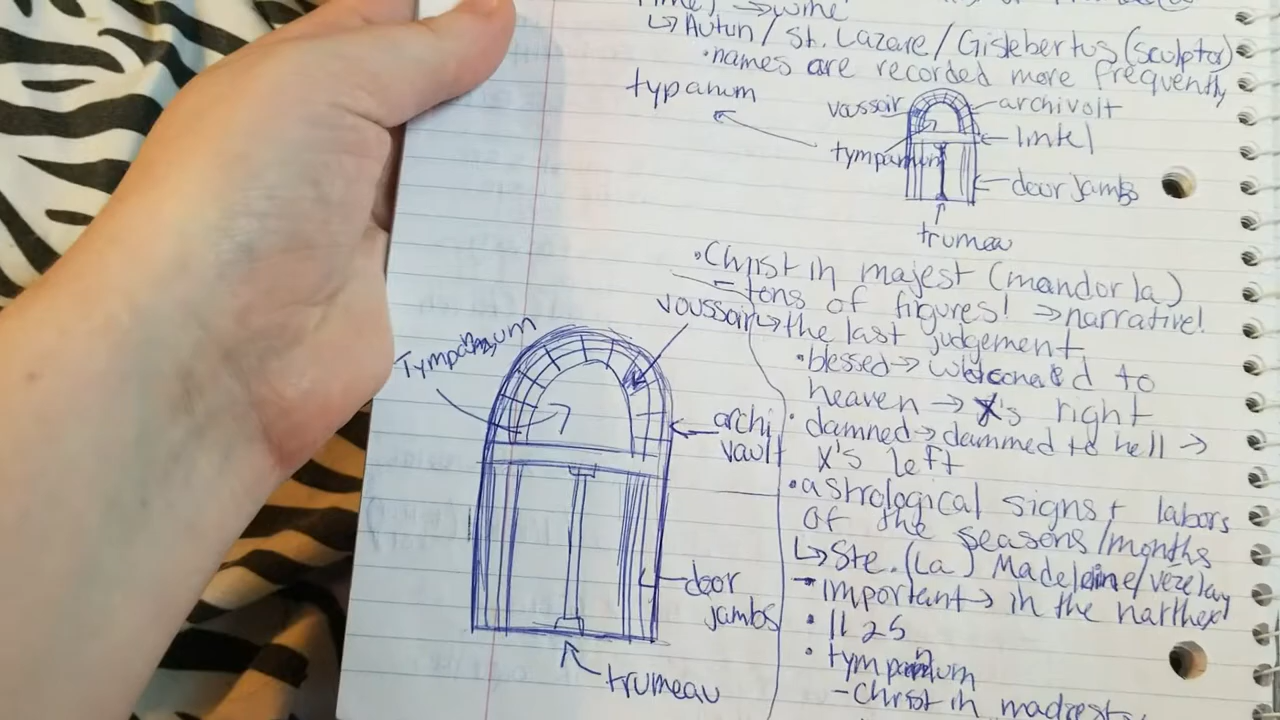 →wine
↳Autun/St. Lazare/Gislebertus(sculptor)
•names are recorded more frequently
typanum
voussoir
archivolt
lintel
tympanum
door jambs
trumeau
•Christ in majest (mandorla)
- tons of figures! →narrative!
↳the last judgement
voussoir
Tympanum
•blessed→ welcomed to
heaven → X's right
•damned→dammed to hell →
X's left
archi
vault
•astrological signs+ labors
of the seasons/months
↳Ste. (La) Madeleine/vezelay
-important→ in the narthex
door
jambs
• 1125
• tympanum
trumeau
-Christ in